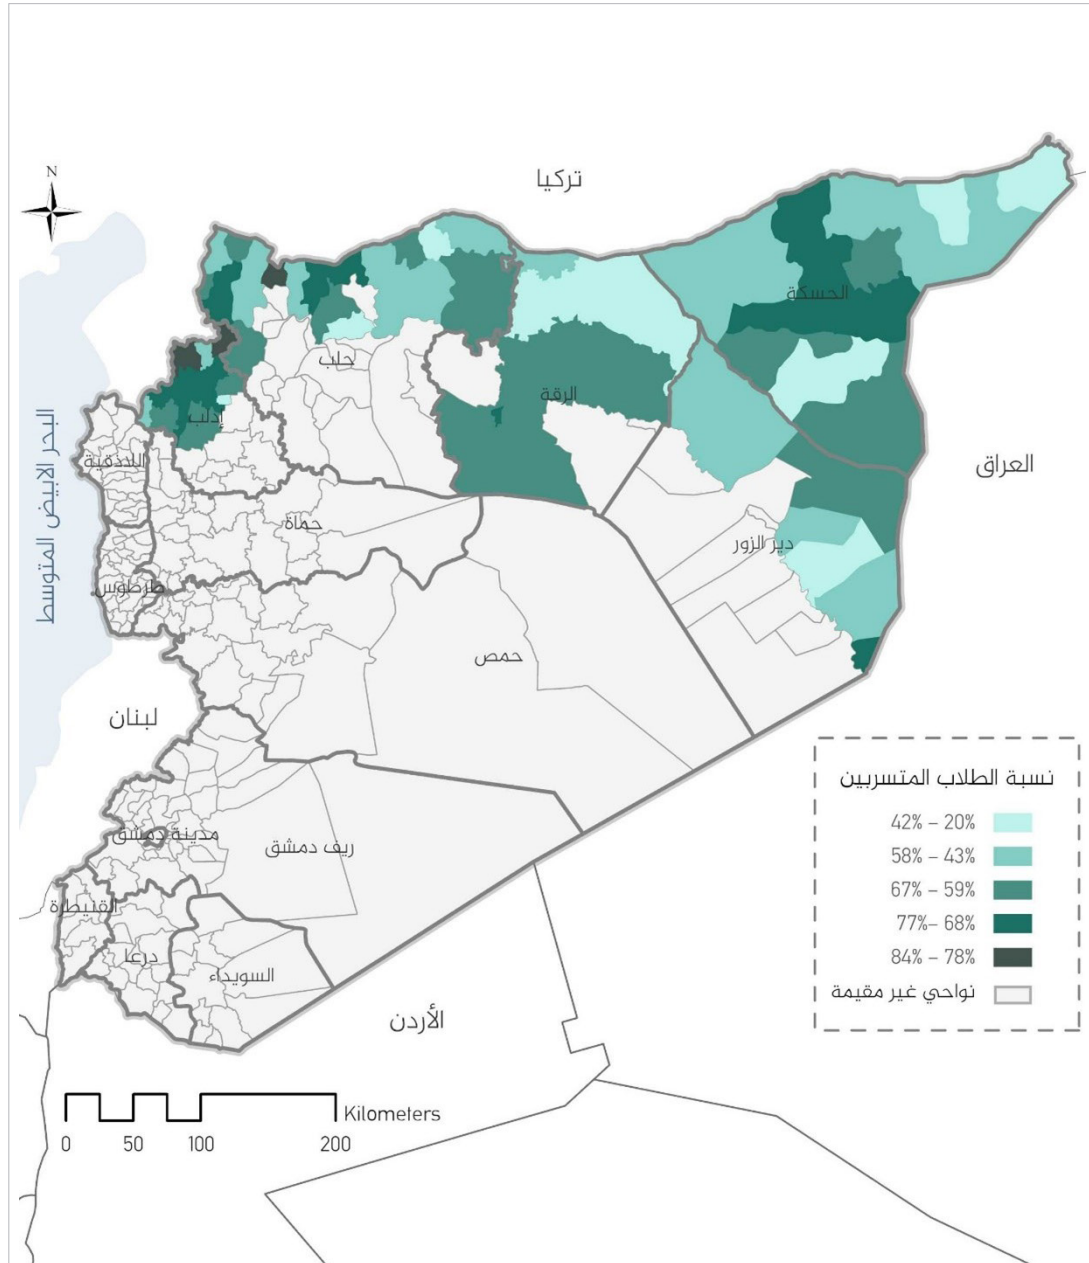 N
تركيا
الحسكة
حلب
الرقة
إدلب
البحر الابيض المتوسط
اللاذقية
العراق
حماة
دير الزور
طرطوس
حمص
لبنان
نسبة الطلاب المتسربين
42% – 20%
58% – 43%
67% – 59%
77%– 68%
84% – 78%
نواحي غير مقيمة
مدينة دمشق
ريف دمشق
القنيطرة
درعا
السويداء
الأردن
Kilometers
0 50 100 200